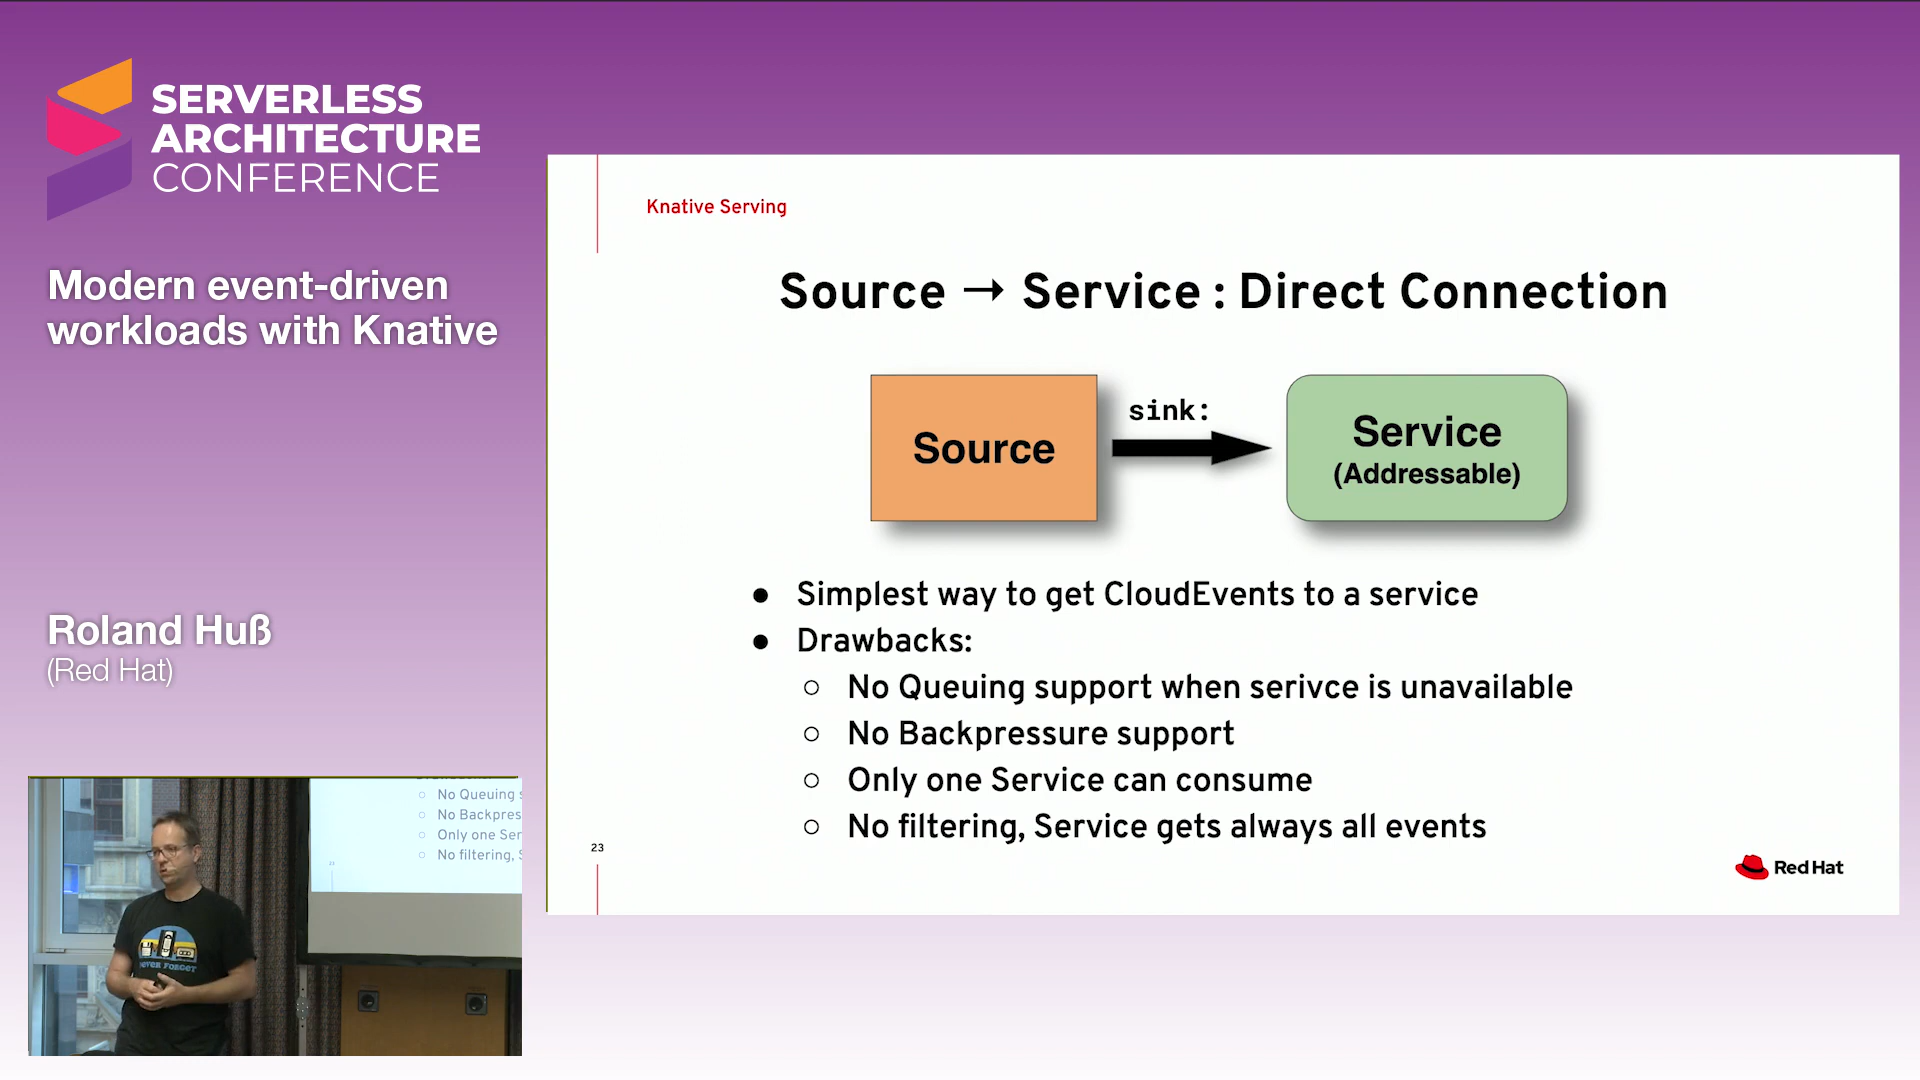 SERVERLESS
ARCHITECTURE
CONFERENCE
Modern event-driven
workloads with Knative
Roland Huß
(Red Hat)
Knative Serving
Source → Service : Direct Connection
Source
sink:
Service
(Addressable)
● Simplest way to get CloudEvents to a service
● Drawbacks:
○ No Queuing support when serivce is unavailable
○ No Backpressure support
○ Only one Service can consume
○ No filtering, Service gets always all events
23
Red Hat
○ No Queuing
○ No Backpres
○ Only one Ser
○ No filtering,
23
NEVER FORGET